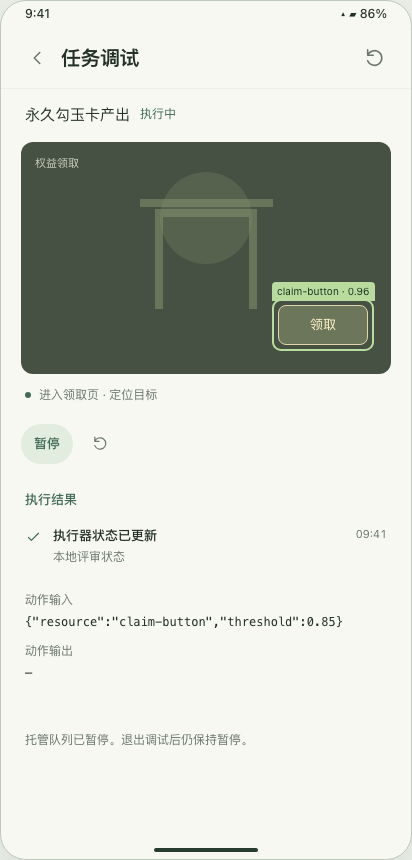 9:41
86%
任务调试
永久勾玉卡产出 执行中
权益领取
claim-button · 0.96
领取
进入领取页 · 定位目标
暂停
执行结果
执行器状态已更新 09:41
本地评审状态
动作输入
{"resource":"claim-button","threshold":0.85}
动作输出
—
托管队列已暂停。退出调试后仍保持暂停。